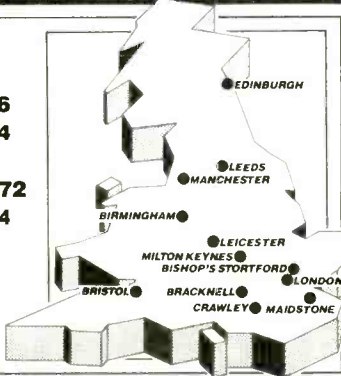 6
4
72
4
EDINBURGH
LEEDS
MANCHESTER
BIRMINGHAM
LEICESTER
MILTON KEYNES
BISHOP'S STORTFORD
LONDON
BRISTOL
BRACKNELL
CRAWLEY
MAIDSTONE